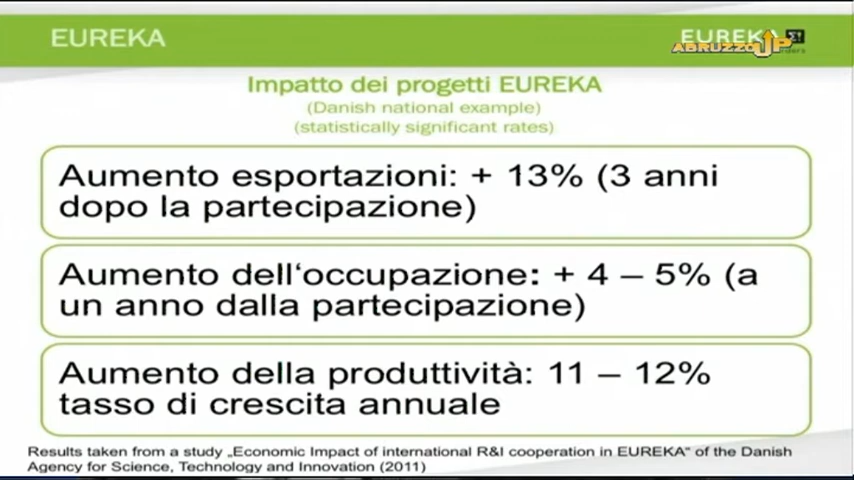 EUREKA
EUREKA Σ!
ABRUZZOUP
Impatto dei progetti EUREKA
(Danish national example)
(statistically significant rates)
Aumento esportazioni: + 13% (3 anni
dopo la partecipazione)
Aumento dell‘occupazione: + 4 – 5% (a
un anno dalla partecipazione)
Aumento della produttività: 11 – 12%
tasso di crescita annuale
Results taken from a study „Economic Impact of international R&I cooperation in EUREKA“ of the Danish
Agency for Science, Technology and Innovation (2011)